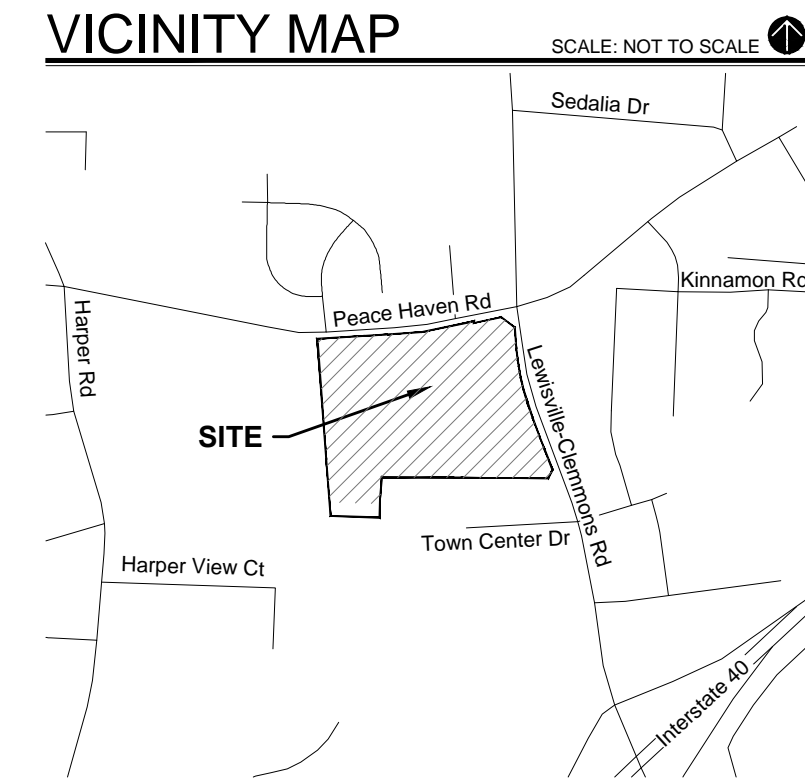 VICINITY MAP
SCALE: NOT TO SCALE
Sedalia Dr
Kinnamon Rd
Peace Haven Rd
Harper Rd
Lewisville-Clemmons Rd
SITE
Town Center Dr
Harper View Ct
Interstate 40